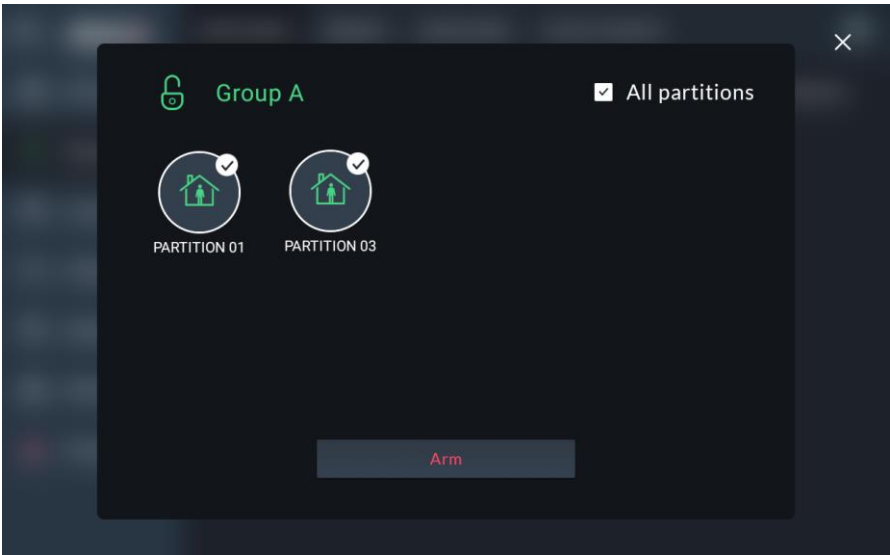 Group A
All partitions
PARTITION 01
PARTITION 03
Arm